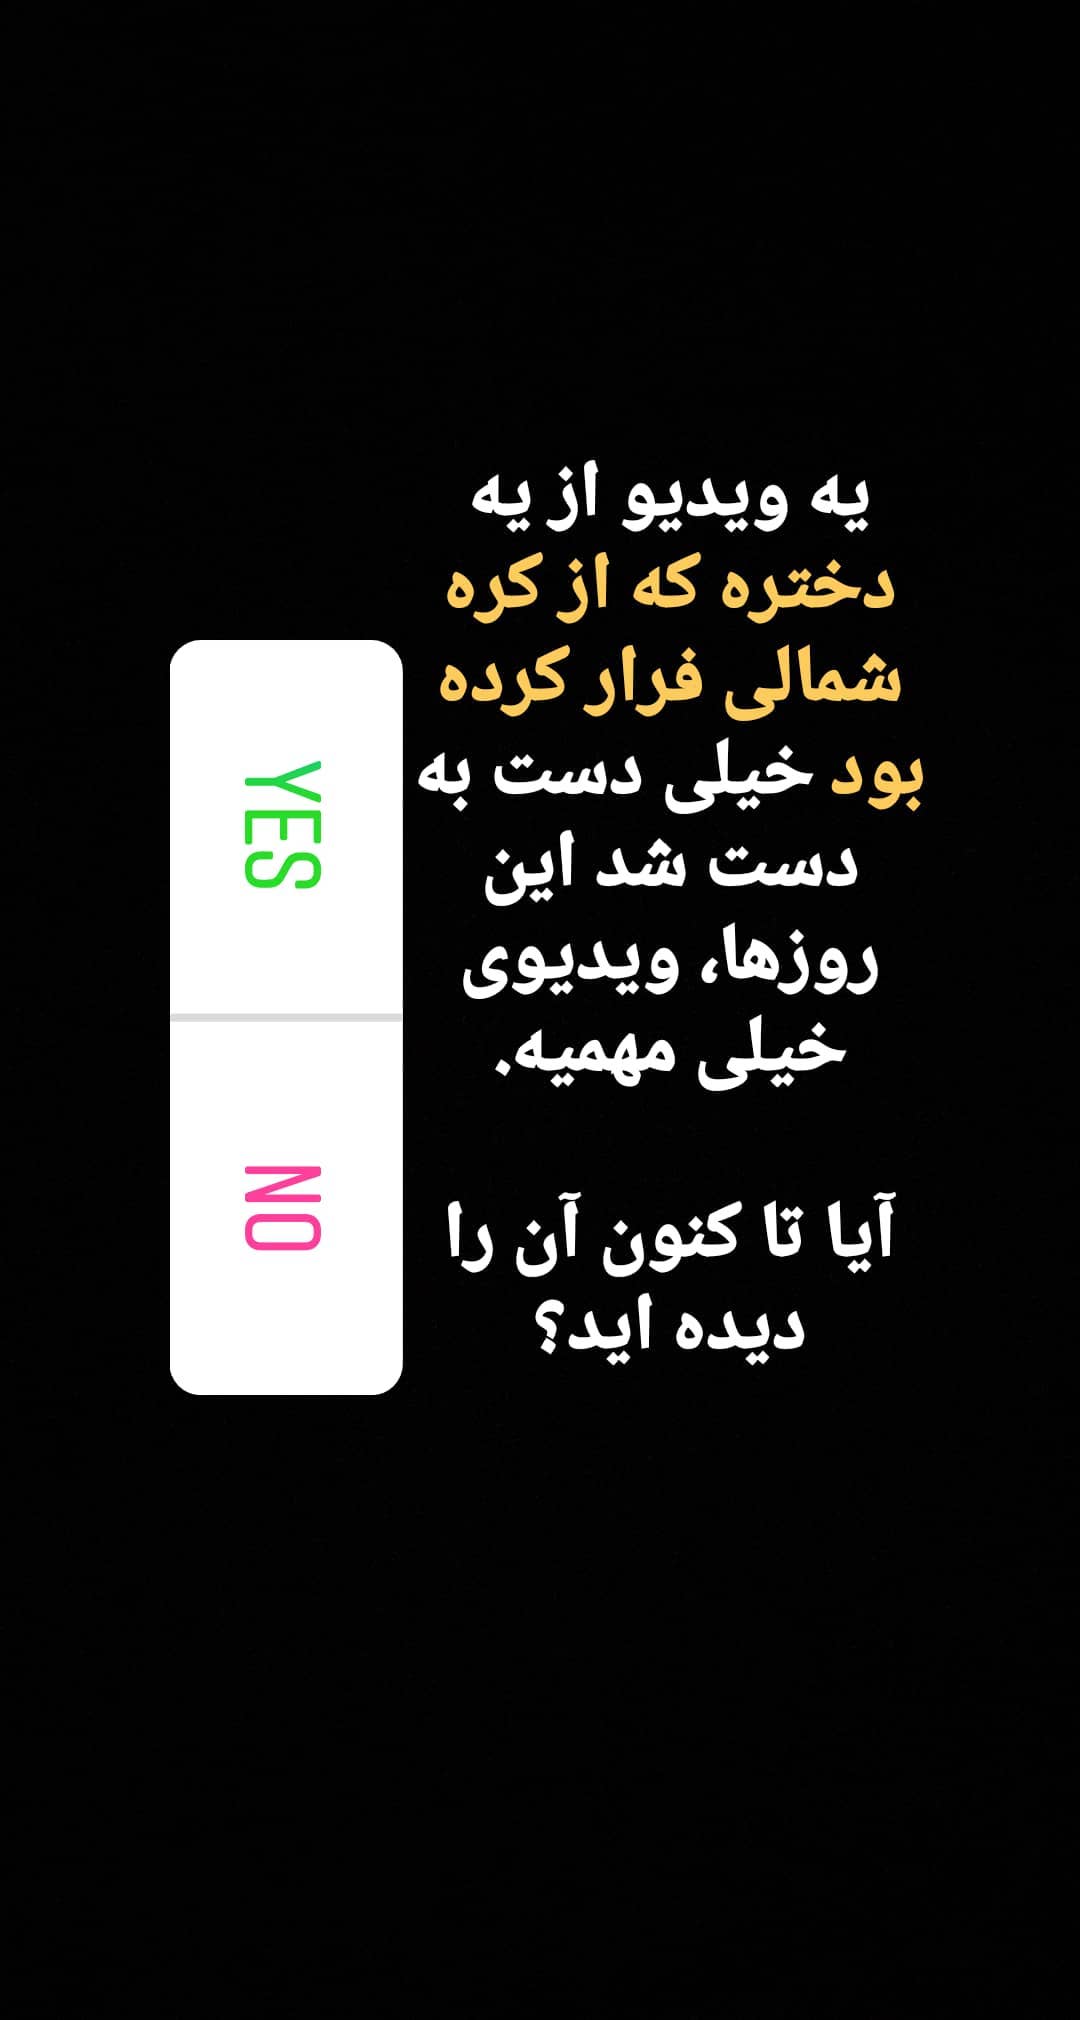 یه ویدیو از یه
دختره که از کره
شمالی فرار کرده
بود خیلی دست به
دست شد این
روزها، ویدیوی
خیلی مهمیه.
آیا تا کنون آن را
دیده اید؟
YES
NO